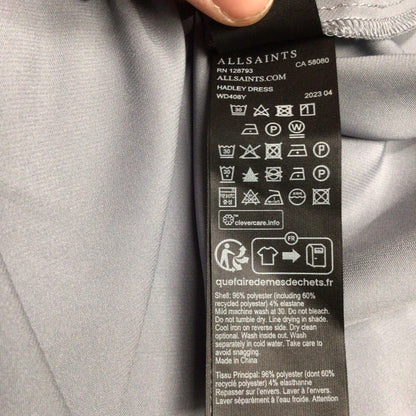 ALLSAINTS
RN 128793 CA 58080
ALLSAINTS.COM
HADLEY DRESS
WD408Y 2023 04
30 P W
30 P
30 P
clevercare.info
FR
quefairedemesdechets.fr
Shell: 96% polyester (including 60%
recycled polyester) 4% elastane
Mild machine wash at 30. Do not bleach.
Do not tumble dry. Line drying in shade.
Cool iron on reverse side. Dry clean
optional. Wash inside out. Wash
separately in cold water. Take care to
avoid snagging.
Made in China
Tissu Principal: 96% polyester (dont 60%
recyclé polyester) 4% élasthanne
Repasser sur l'envers. Laver à l'envers.
Laver séparément à l'eau froide. Attention